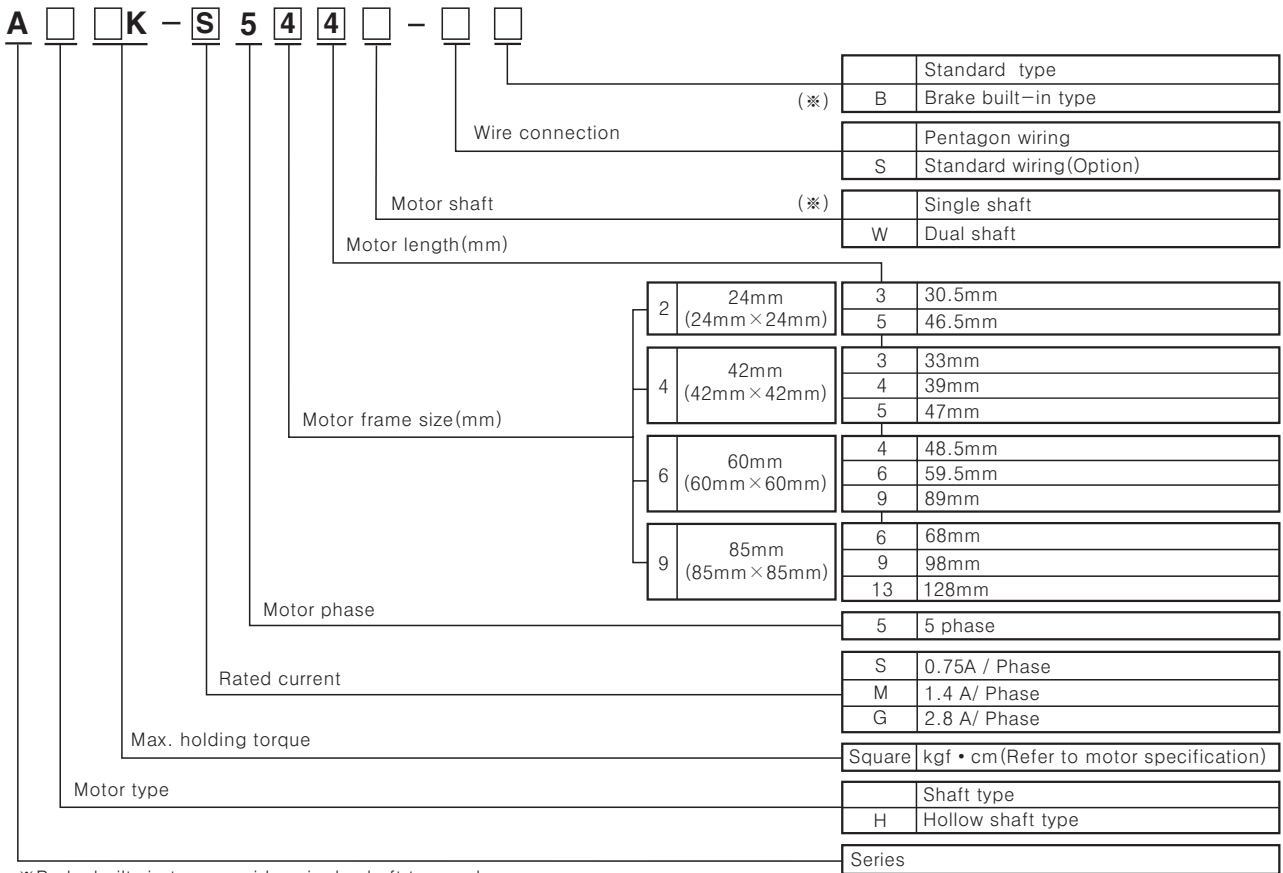 A □ □K - S 5 4 4 □ - □ □
Standard type
(※) B Brake built-in type
Wire connection
Pentagon wiring
S Standard wiring(Option)
Motor shaft (※) Single shaft
W Dual shaft
Motor length(mm)
2 24mm (24mm×24mm)
3 30.5mm
5 46.5mm
4 42mm (42mm×42mm)
3 33mm
4 39mm
5 47mm
Motor frame size(mm)
6 60mm (60mm×60mm)
4 48.5mm
6 59.5mm
9 89mm
9 85mm (85mm×85mm)
6 68mm
9 98mm
13 128mm
Motor phase
5 5 phase
Rated current
S 0.75A / Phase
M 1.4 A/ Phase
G 2.8 A/ Phase
Max. holding torque
Square kgf•cm(Refer to motor specification)
Motor type
Shaft type
H Hollow shaft type
Series